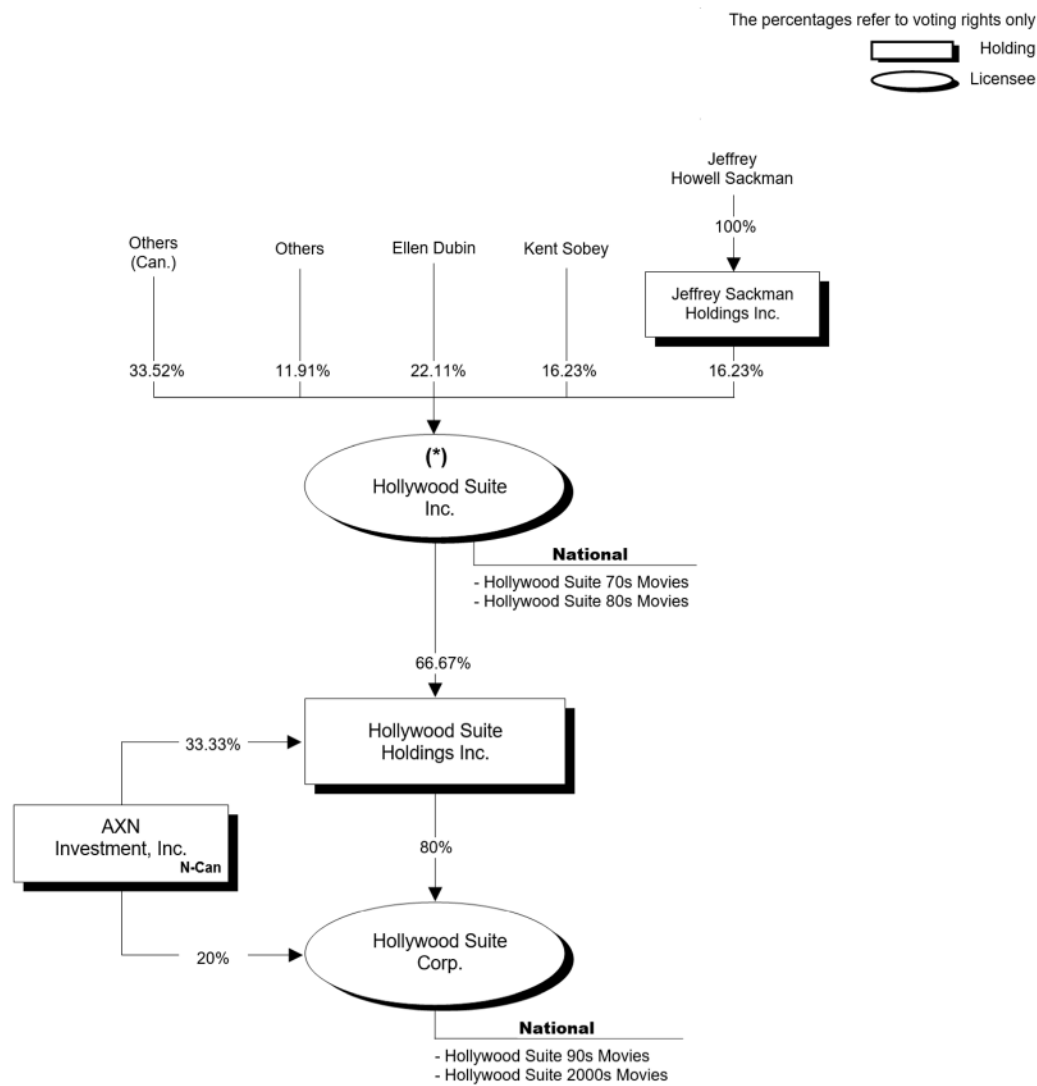 The percentages refer to voting rights only
Holding
Licensee
Jeffrey
Howell Sackman
100%
Others
(Can.)
Others
Ellen Dubin
Kent Sobey
Jeffrey Sackman
Holdings Inc.
33.52%
11.91%
22.11%
16.23%
16.23%
(*)
Hollywood Suite
Inc.
National
- Hollywood Suite 70s Movies
- Hollywood Suite 80s Movies
66.67%
Hollywood Suite
Holdings Inc.
33.33%
AXN
Investment, Inc.
N-Can
80%
20%
Hollywood Suite
Corp.
National
- Hollywood Suite 90s Movies
- Hollywood Suite 2000s Movies